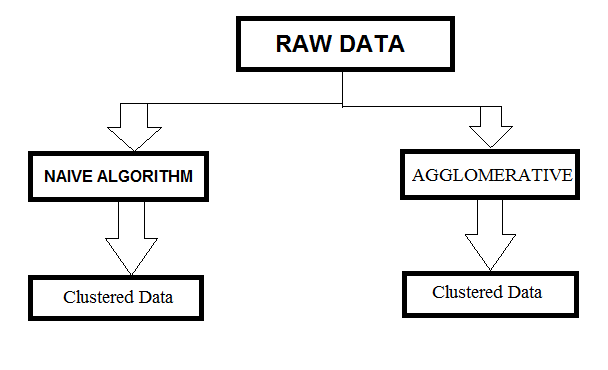 RAW DATA
NAIVE ALGORITHM
AGGLOMERATIVE
Clustered Data
Clustered Data